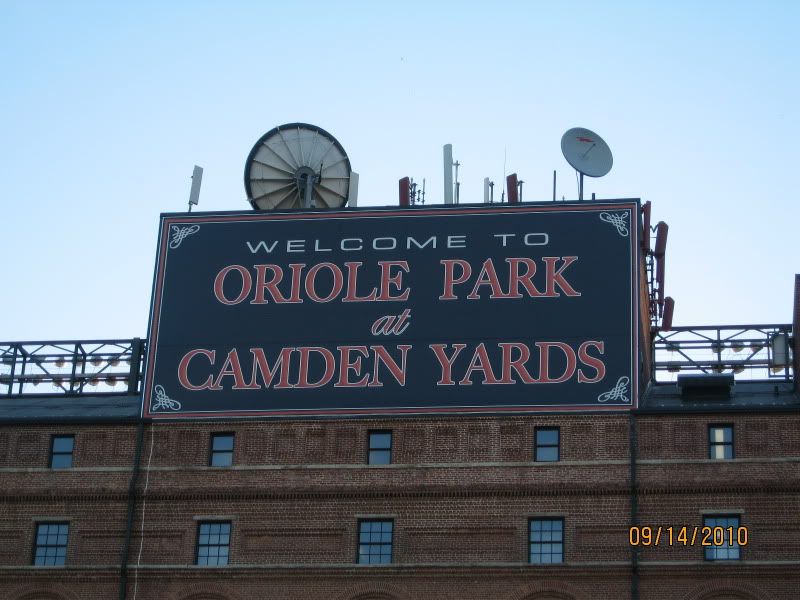 WELCOME TO
ORIOLE PARK
at
CAMDEN YARDS
09/14/2010